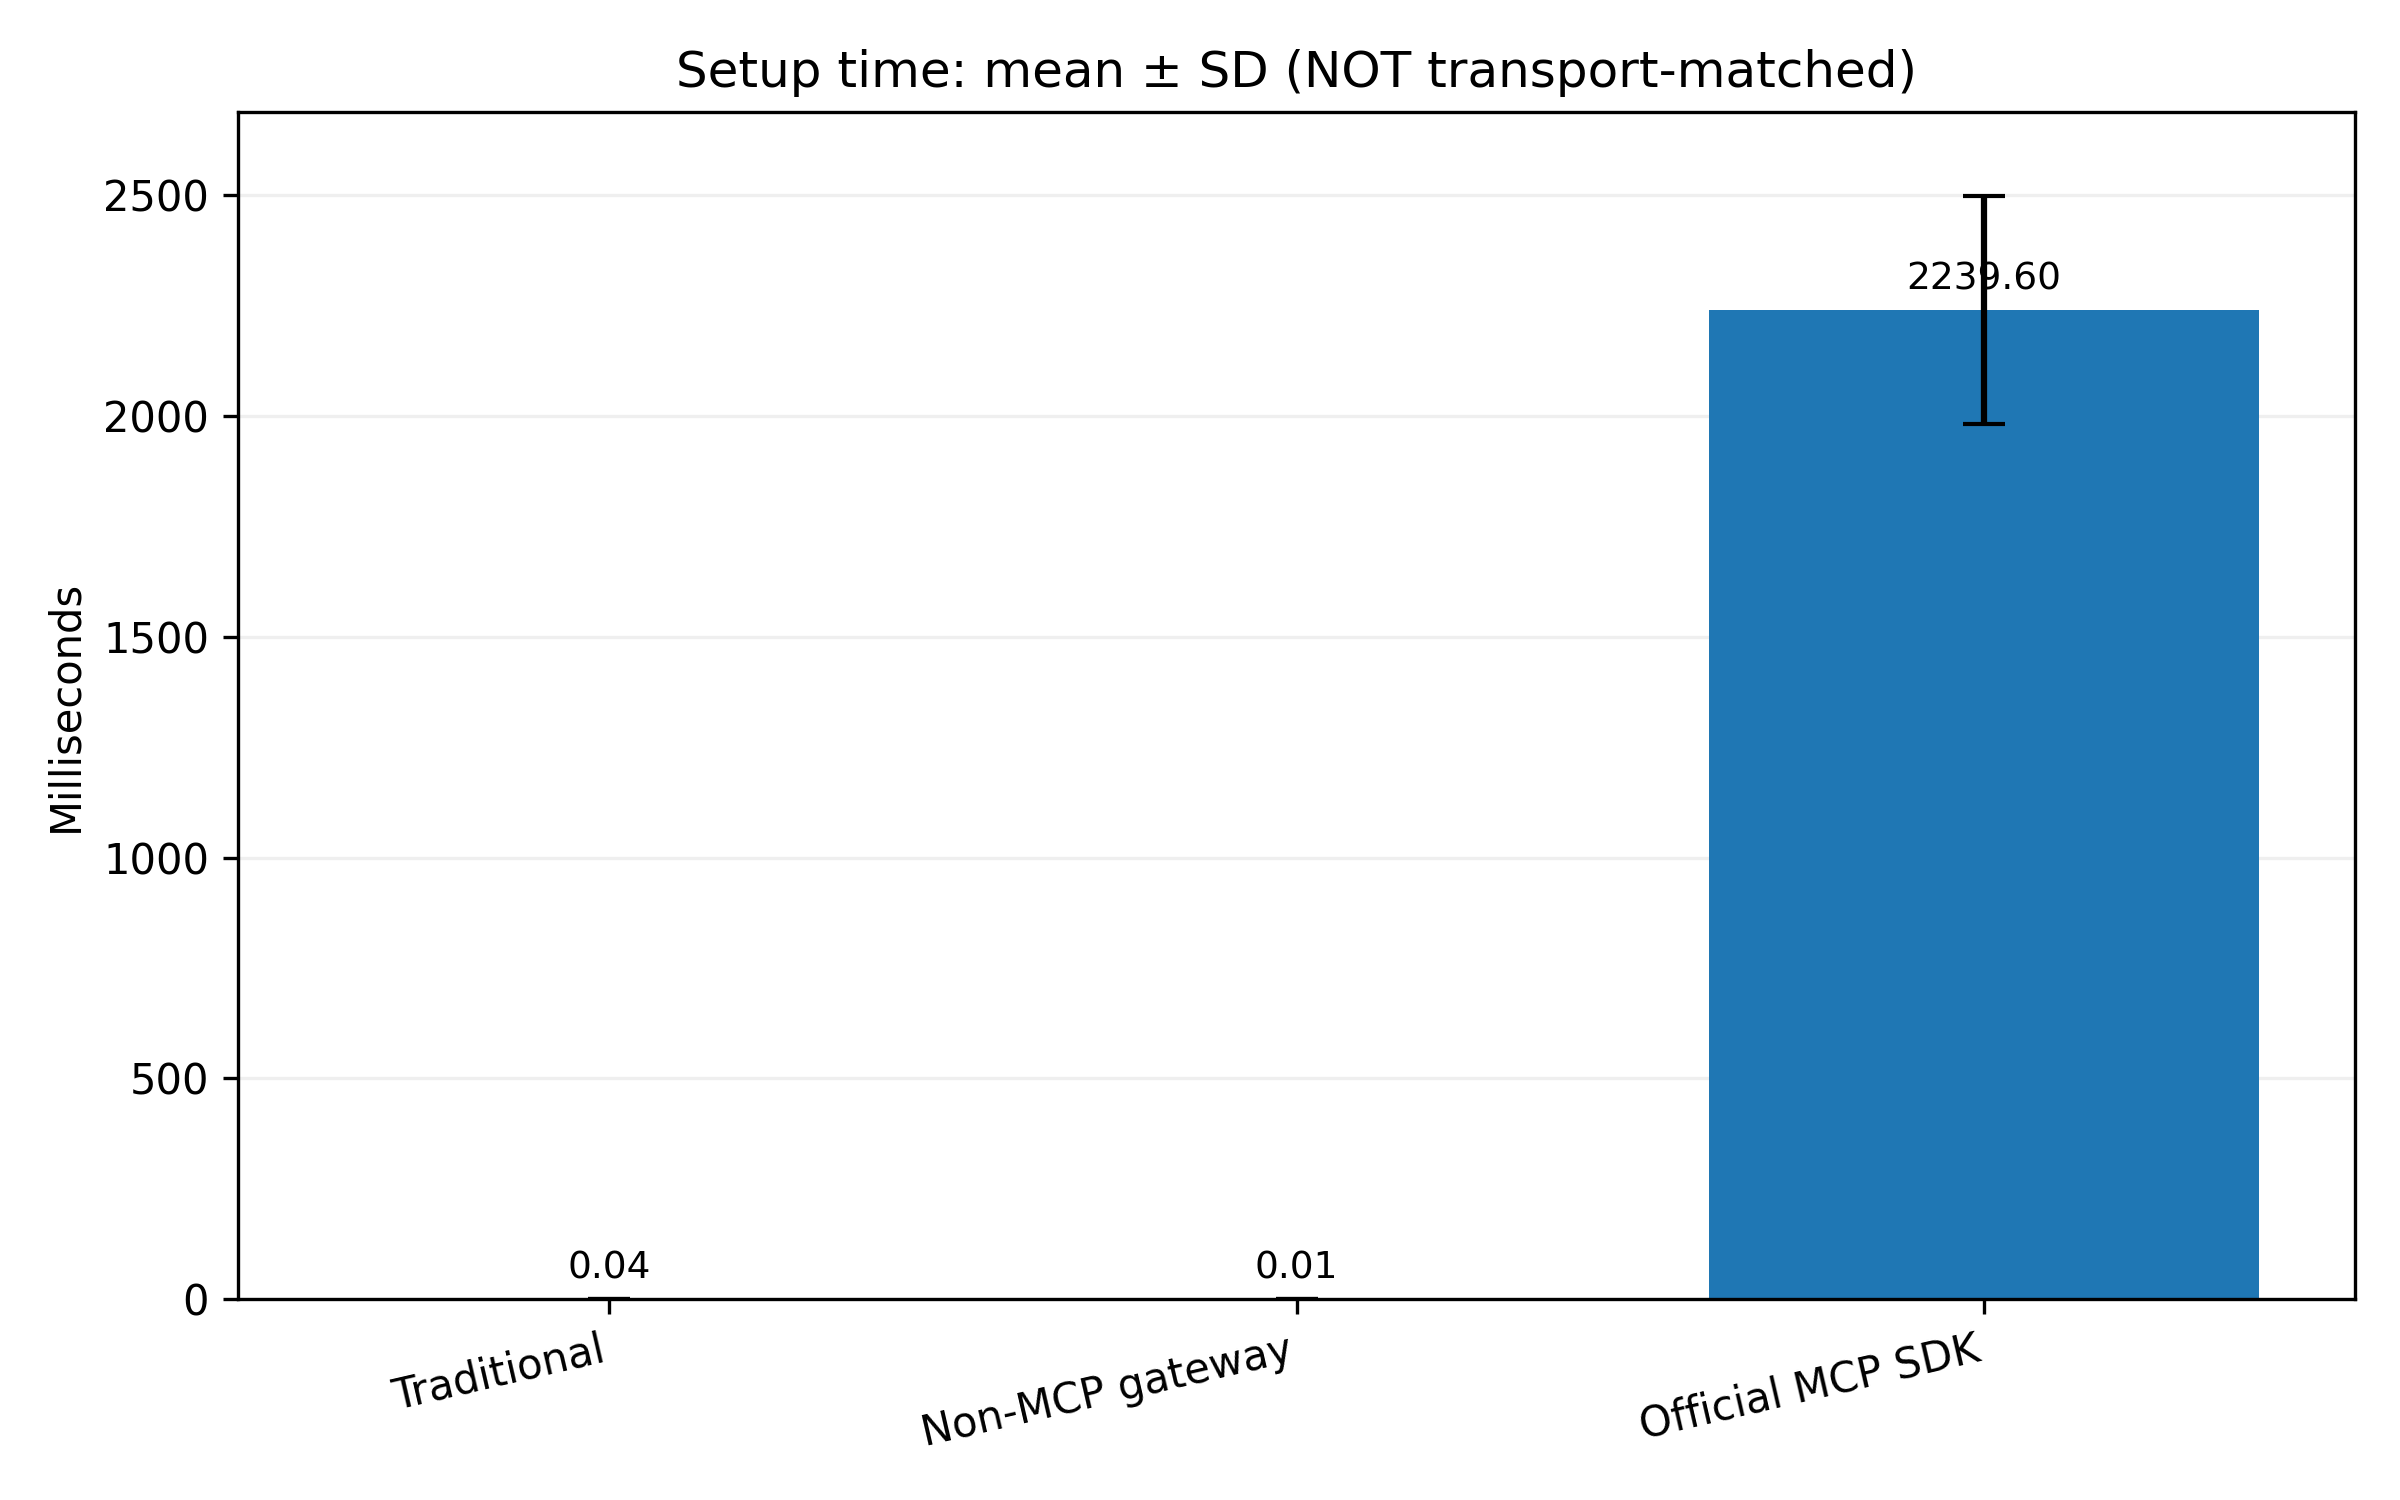 Setup time: mean ± SD (NOT transport-matched)
Milliseconds
2500
2000
1500
1000
500
0
0.04
0.01
2239.60
Traditional
Non-MCP gateway
Official MCP SDK